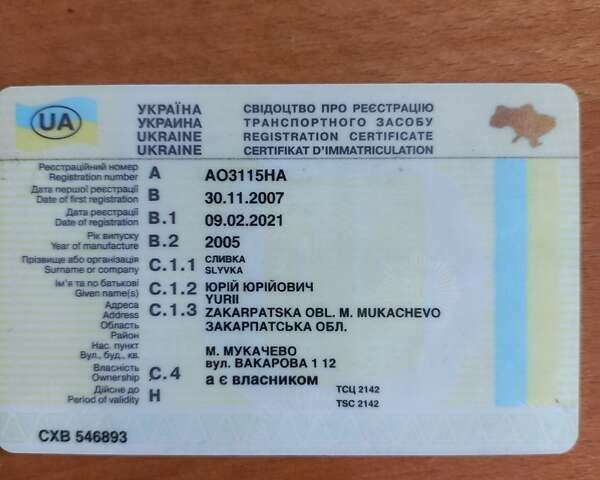 UA
УКРАЇНА СВІДОЦТВО ПРО РЕЄСТРАЦІЮ
УКРАИНА ТРАНСПОРТНОГО ЗАСОБУ
UKRAINE REGISTRATION CERTIFICATE
UKRAINE CERTIFIKAT D'IMMATRICULATION
Реєстраційний номер
Registration number A AO3115HA
Дата першої реєстрації
Date of first registration B 30.11.2007
Дата реєстрації
Date of registration B.1 09.02.2021
Рік випуску
Year of manufacture B.2 2005
Прізвище або організація C.1.1 СЛИВКА
Surname or company SLYVKA
Ім'я та по батькові C.1.2 ЮРІЙ ЮРІЙОВИЧ
Given name(s) YURII
Адреса C.1.3 ZAKARPATSKA OBL. M. MUKACHEVO
Address ЗАКАРПАТСЬКА ОБЛ.
Область
Район
Нас. пункт М. МУКАЧЕВО
Вул., буд., кв. вул. ВАКАРОВА 1 12
Власність
Ownership C.4 а є власником
Дійсне до H ТСЦ 2142
Period of validity TSC 2142
CXB 546893